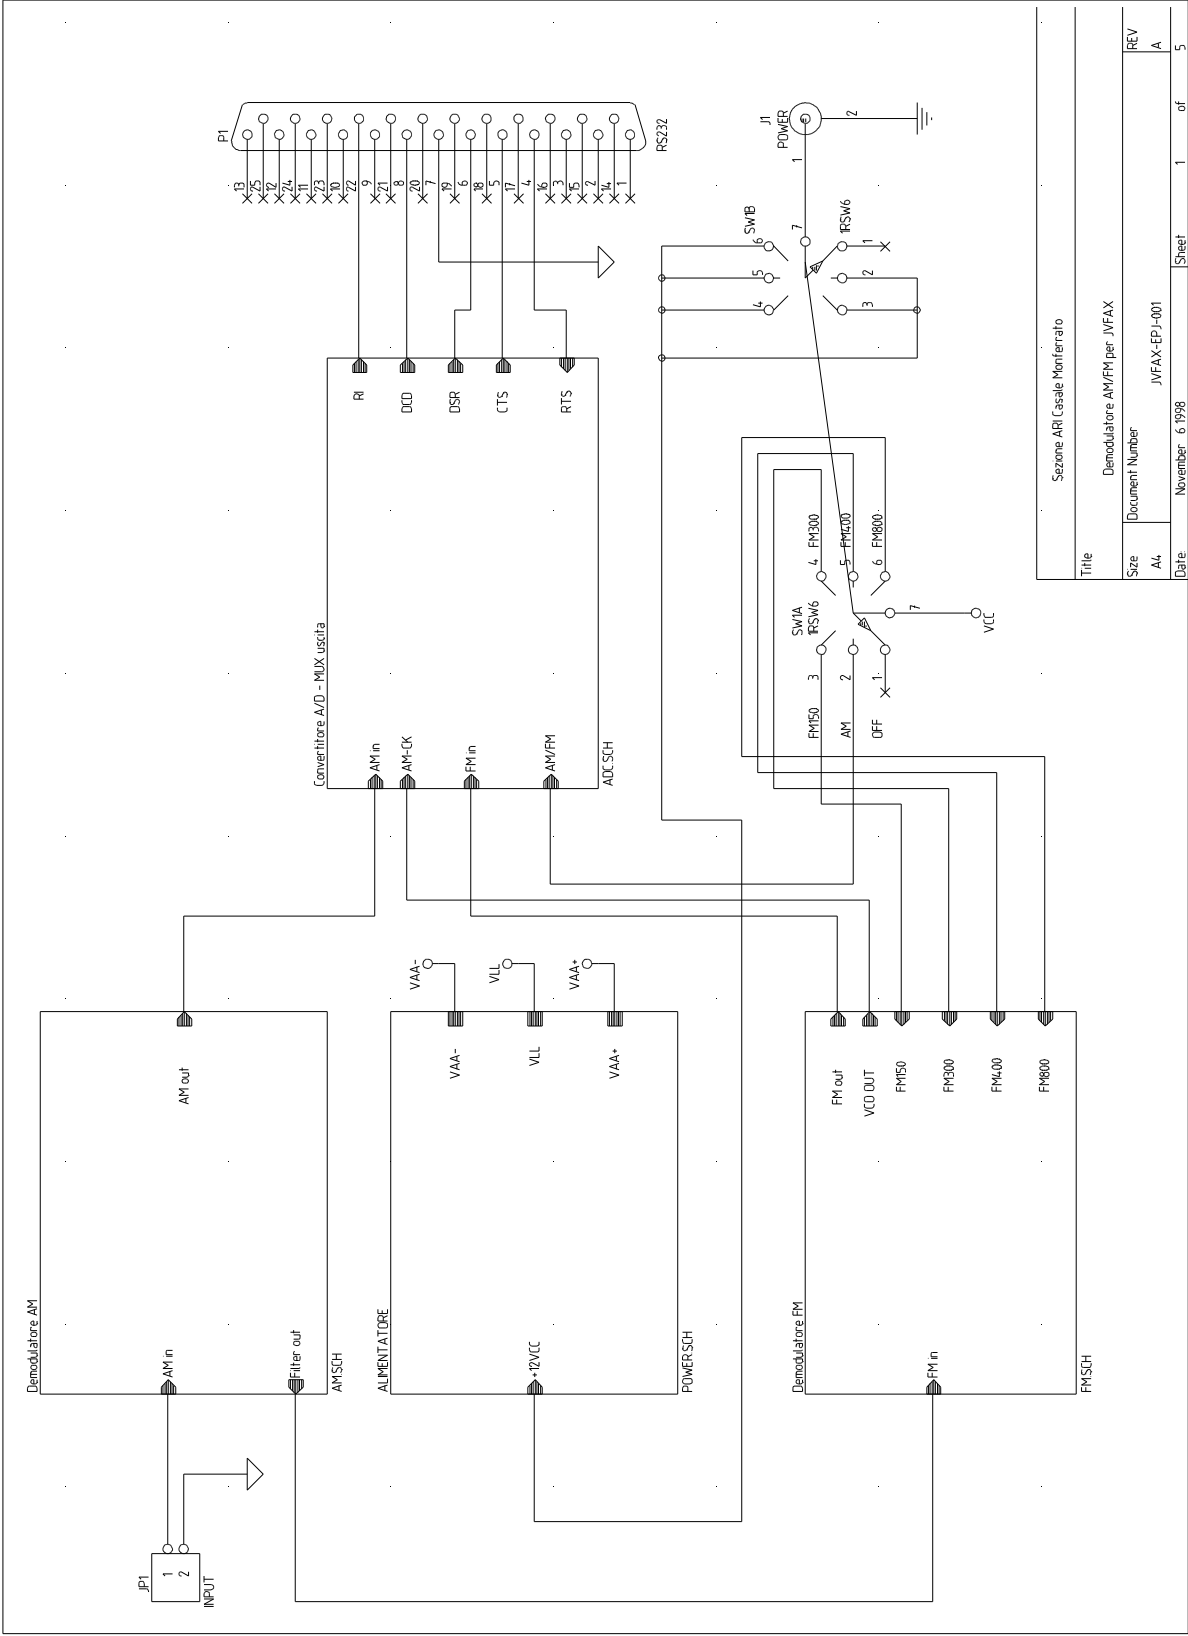 Demodulatore AM
AM in
Filter out
AM out
AM.SCH
JP1
1
2
INPUT
ALIMENTATORE
+12VCC
VAA-
VLL
VAA+
VAA-
VLL
VAA+
POWER.SCH
Demodulatore FM
FM in
FM out
VCO OUT
FM150
FM300
FM400
FM800
FM.SCH
Convertitore A/D - MUX uscita
AM in
AM-CK
FM in
AM/FM
RI
DCD
DSR
CTS
RTS
ADC.SCH
P1
13
25
12
24
11
23
10
22
9
21
8
20
7
19
6
18
5
17
4
16
3
15
2
14
1
RS232
SW1A
1RSW6
FM150
3
AM
2
OFF
1
4
FM300
5
FM400
6
FM800
7
VCC
SW1B
6
5
4
7
1RSW6
1
2
3
J1
POWER
1
2
Sezione ARI Casale Monferrato
Title
Demodulatore AM/FM per JVFAX
Size
Document Number
REV
A4
JVFAX-EPJ-001
A
Date:
November 6 1998
Sheet
1
of
5